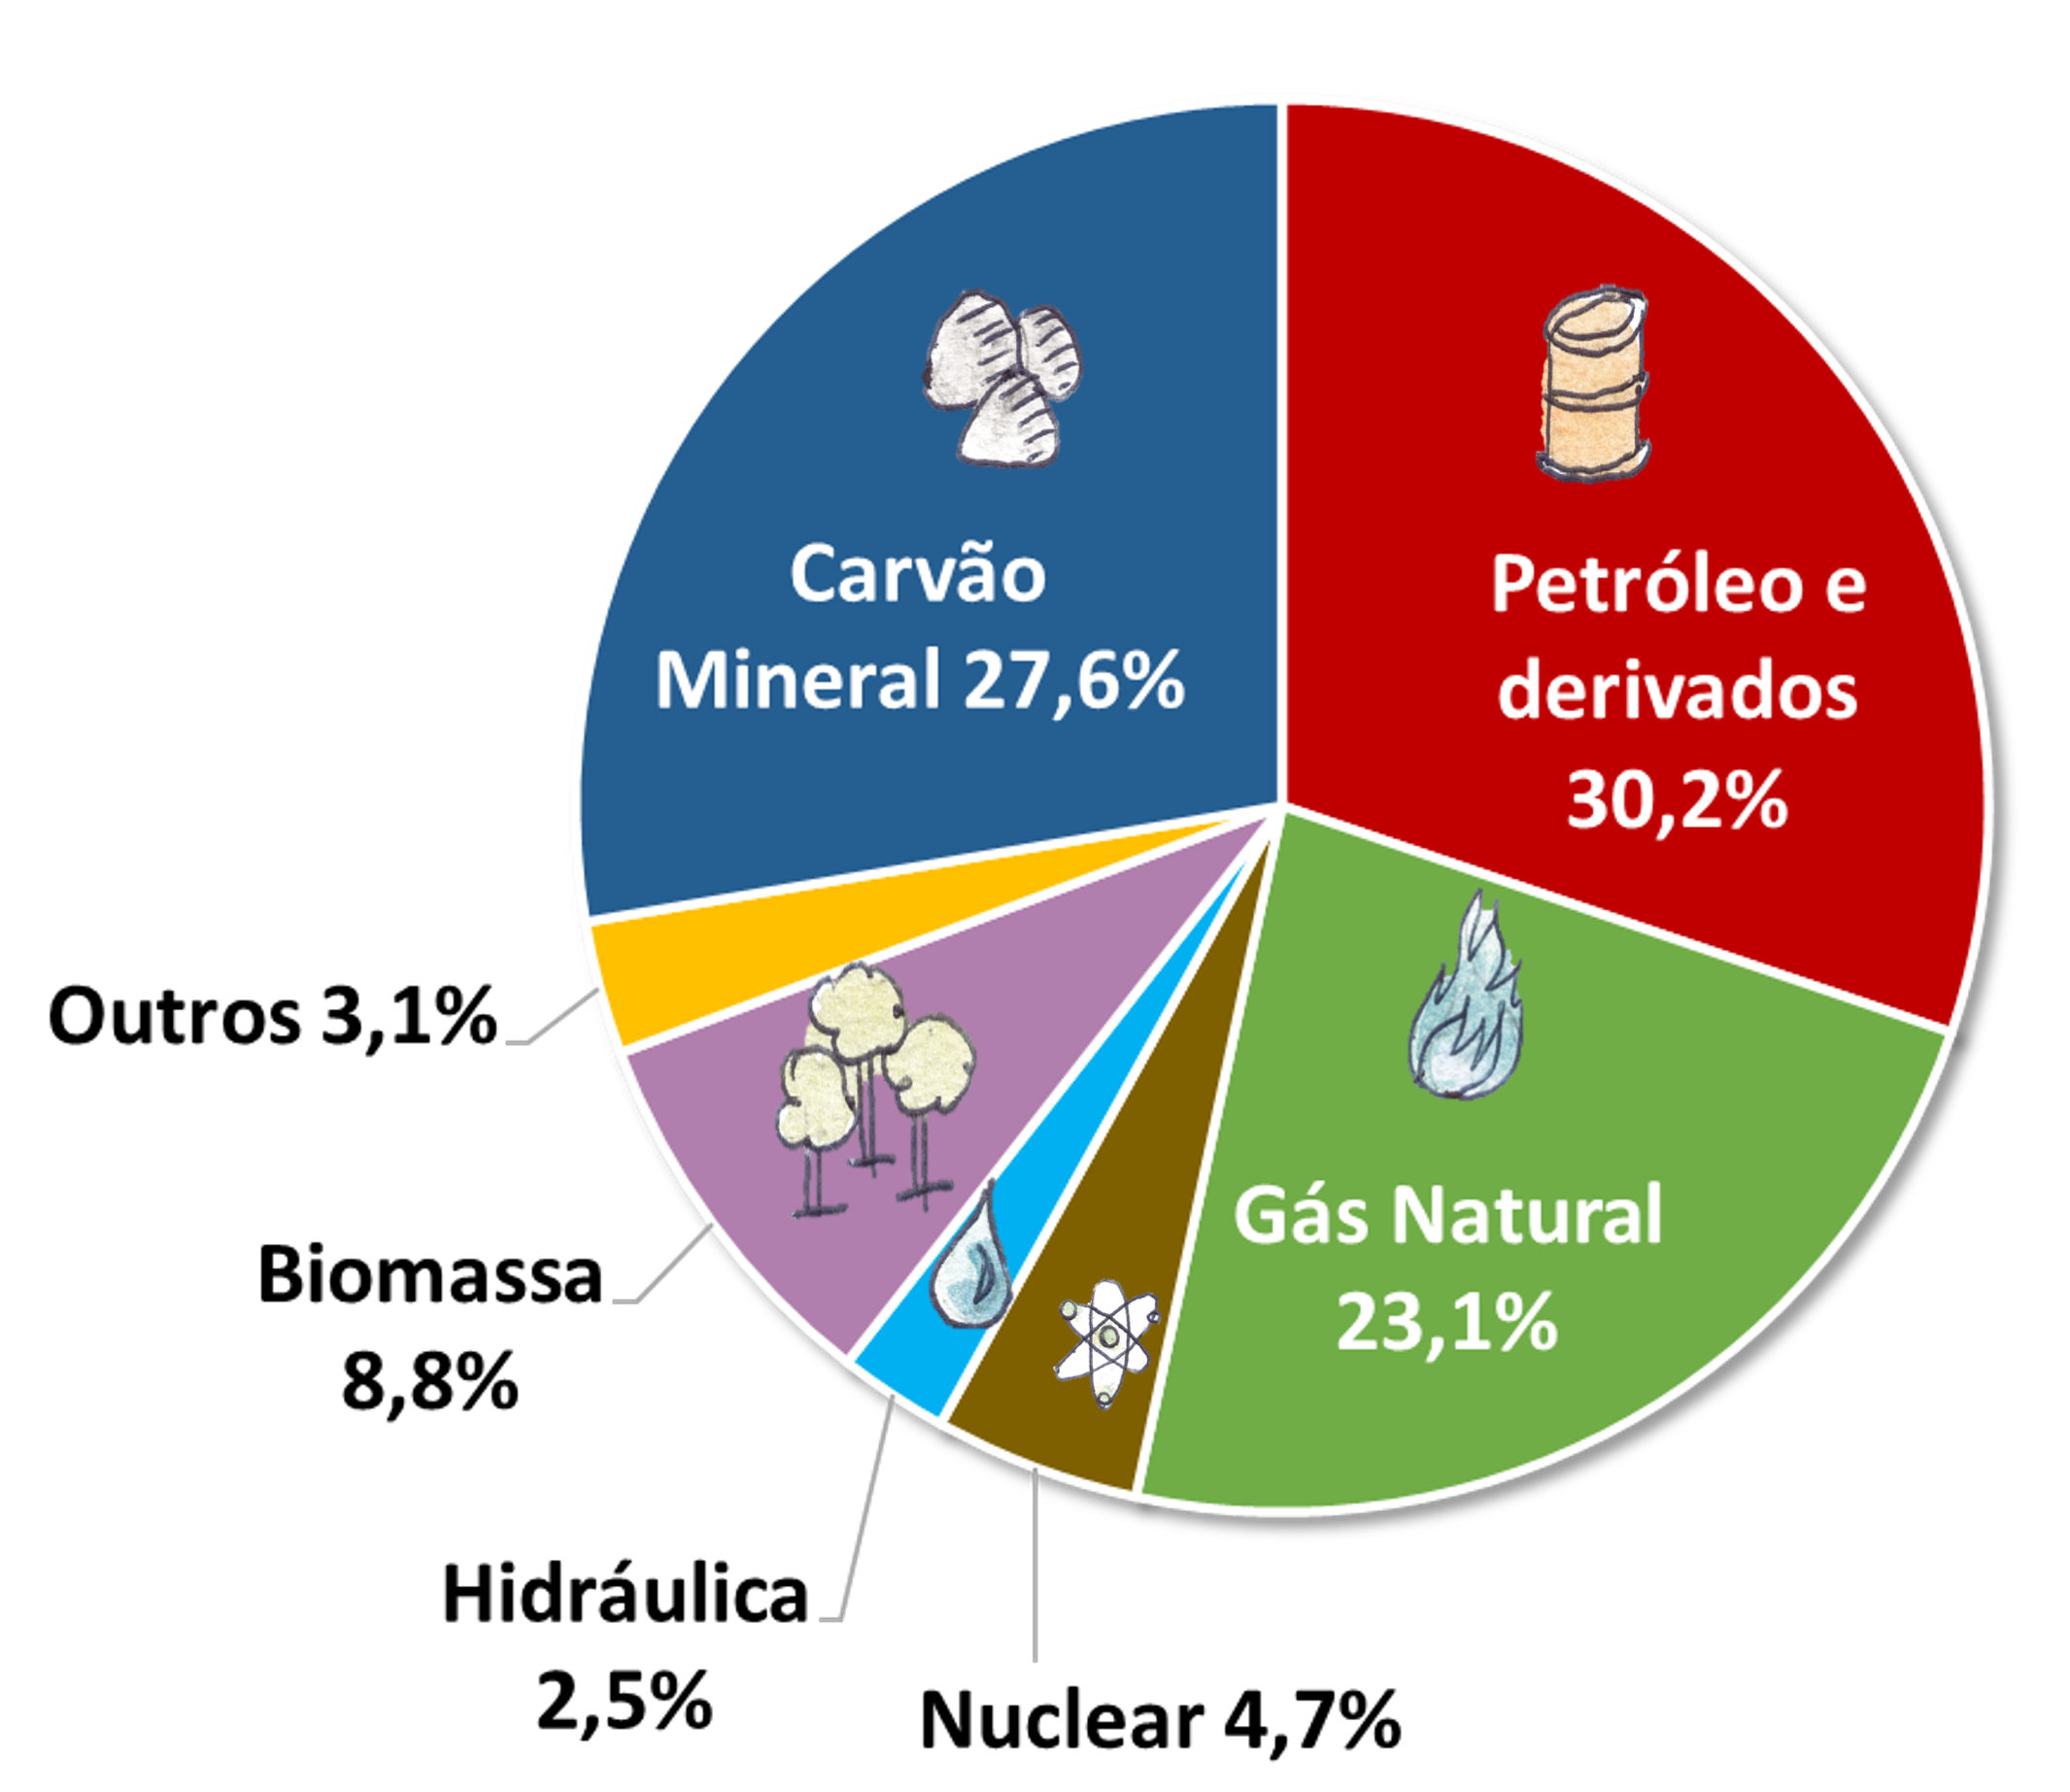 Carvão
Mineral 27,6%
Petróleo e
derivados
30,2%
Outros 3,1%
Gás Natural
23,1%
Biomassa
8,8%
Hidráulica
2,5%
Nuclear 4,7%